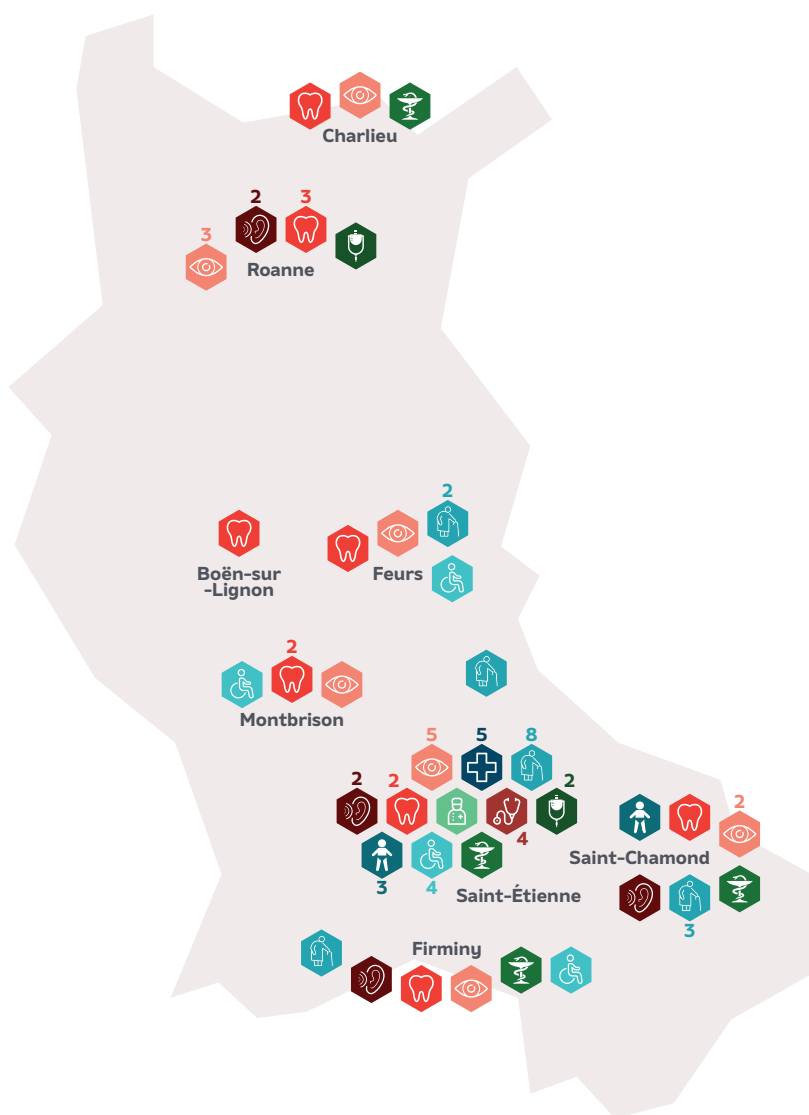 Charlieu
2 3
3
Roanne
2
Boën-sur
-Lignon
Feurs
2
Montbrison
5 5 8
2 2 2
4
2
Saint-Chamond
3 4
Saint-Étienne
3
Firminy